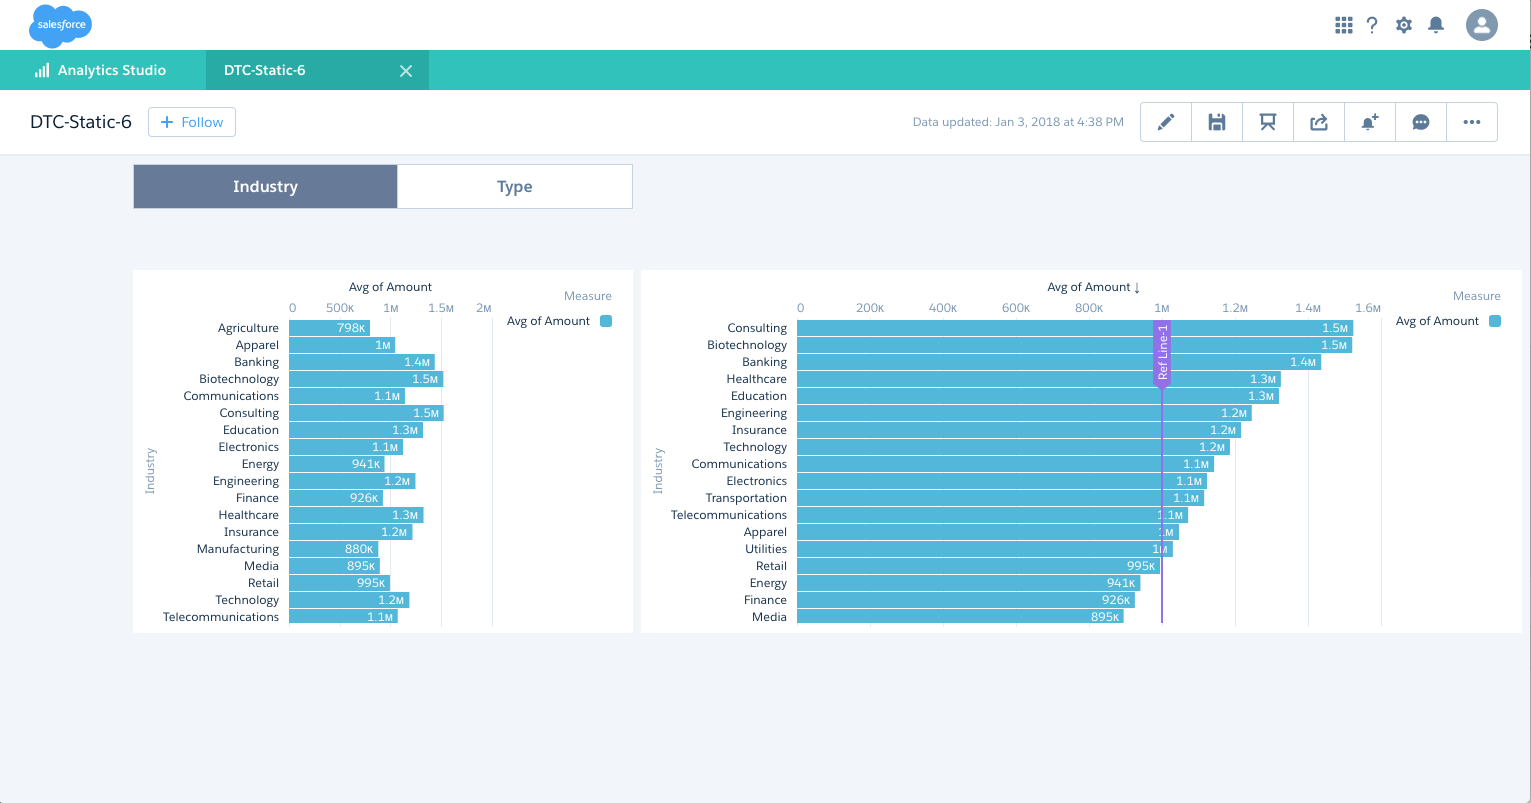 salesforce
?
Analytics Studio
DTC-Static-6
DTC-Static-6
+ Follow
Data updated: Jan 3, 2018 at 4:38 PM
Industry
Type
Avg of Amount
Measure
0 500K 1M 1.5M 2M
Avg of Amount
Industry
Agriculture 798K
Apparel 1M
Banking 1.4M
Biotechnology 1.5M
Communications 1.1M
Consulting 1.5M
Education 1.3M
Electronics 1.1M
Energy 941K
Engineering 1.2M
Finance 926K
Healthcare 1.3M
Insurance 1.2M
Manufacturing 880K
Media 895K
Retail 995K
Technology 1.2M
Telecommunications 1.1M
Avg of Amount ↓
Measure
0 200K 400K 600K 800K 1M 1.2M 1.4M 1.6M
Avg of Amount
Ref Line-1
Industry
Consulting 1.5M
Biotechnology 1.5M
Banking 1.4M
Healthcare 1.3M
Education 1.3M
Engineering 1.2M
Insurance 1.2M
Technology 1.2M
Communications 1.1M
Electronics 1.1M
Transportation 1.1M
Telecommunications 1.1M
Apparel 1M
Utilities 1M
Retail 995K
Energy 941K
Finance 926K
Media 895K